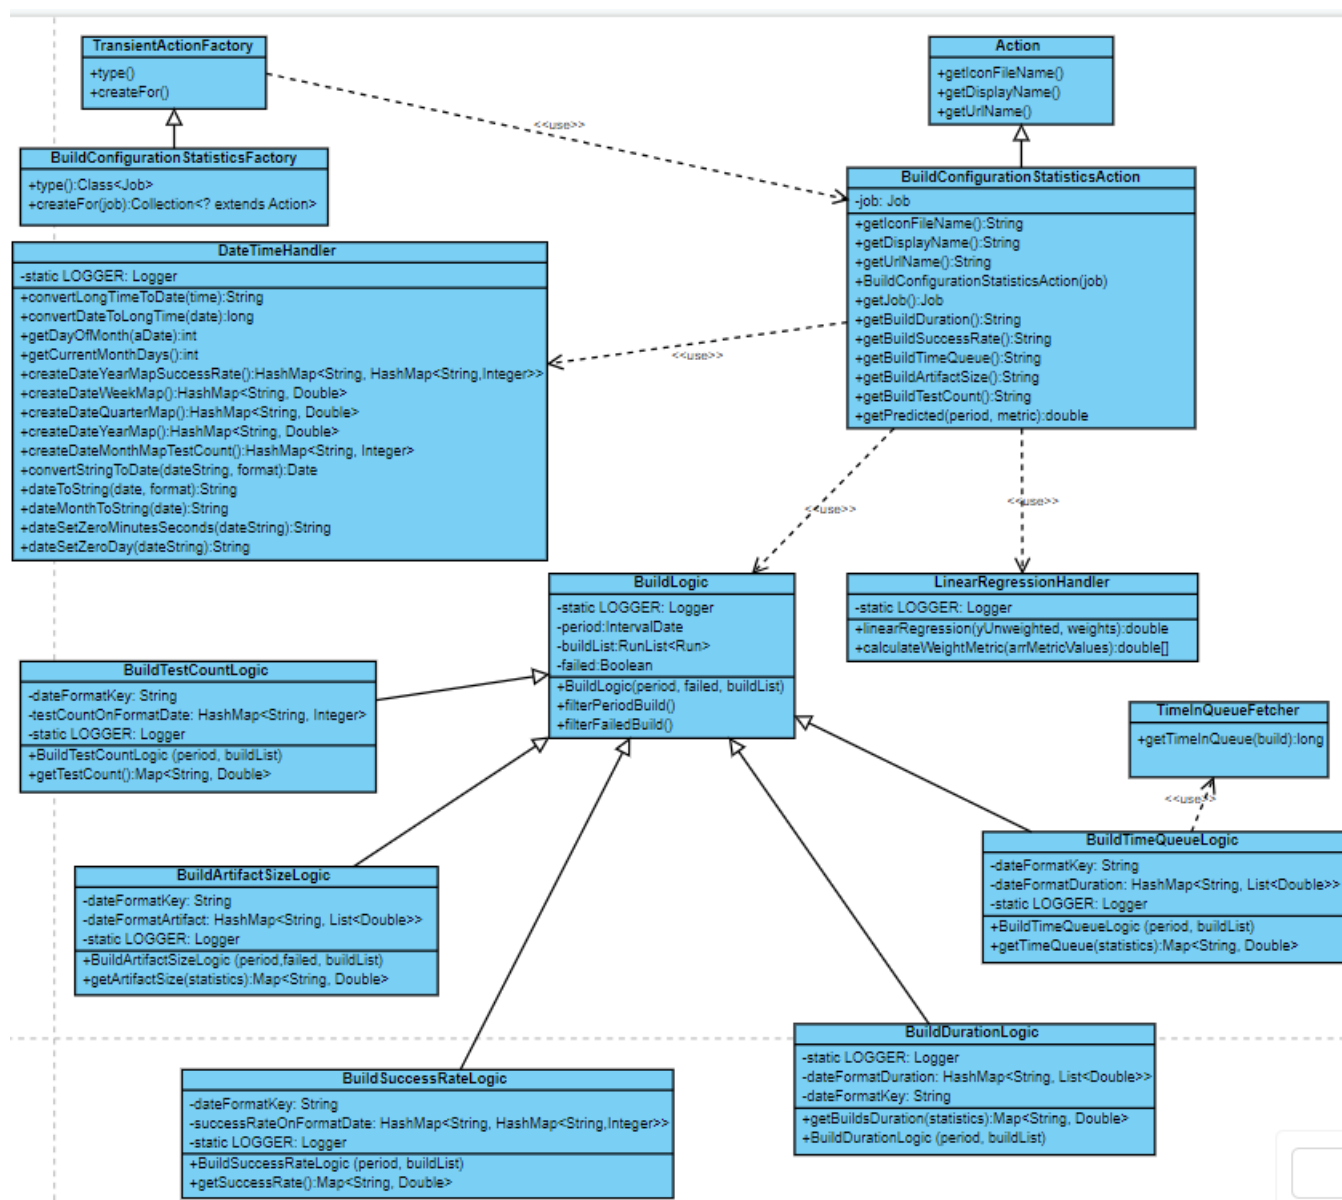 TransientActionFactory
+type()
+createFor()
Action
+getIconFileName()
+getDisplayName()
+getUrlName()
<<use>>
BuildConfigurationStatisticsFactory
+type():Class<Job>
+createFor(job):Collection<? extends Action>
BuildConfigurationStatisticsAction
-job: Job
+getIconFileName():String
+getDisplayName():String
+getUrlName():String
+BuildConfigurationStatisticsAction(job)
+getJob():Job
+getBuildDuration():String
+getBuildSuccessRate():String
+getBuildTimeQueue():String
+getBuildArtifactSize():String
+getBuildTestCount():String
+getPredicted(period, metric):double
DateTimeHandler
-static LOGGER: Logger
+convertLongTimeToDate(time):String
+convertDateToLongTime(date):long
+getDayOfMonth(aDate):int
+getCurrentMonthDays():int
+createDateYearMapSuccessRate():HashMap<String, HashMap<String,Integer>>
+createDateWeekMap():HashMap<String, Double>
+createDateQuarterMap():HashMap<String, Double>
+createDateYearMap():HashMap<String, Double>
+createDateMonthMapTestCount():HashMap<String, Integer>
+convertStringToDate(dateString, format):Date
+dateToString(date, format):String
+dateMonthToString(date):String
+dateSetZeroMinutesSeconds(dateString):String
+dateSetZeroDay(dateString):String
<<use>>
<<use>>
<<use>>
BuildLogic
-static LOGGER: Logger
-period:IntervalDate
-buildList:RunList<Run>
-failed:Boolean
+BuildLogic(period, failed, buildList)
+filterPeriodBuild()
+filterFailedBuild()
LinearRegressionHandler
-static LOGGER: Logger
+linearRegression(yUnweighted, weights):double
+calculateWeightMetric(arrMetricValues):double[]
BuildTestCountLogic
-dateFormatKey: String
-testCountOnFormatDate: HashMap<String, Integer>
-static LOGGER: Logger
+BuildTestCountLogic (period, buildList)
+getTestCount():Map<String, Double>
TimeInQueueFetcher
+getTimeInQueue(build):long
<<use>>
BuildTimeQueueLogic
-dateFormatKey: String
-dateFormatDuration: HashMap<String, List<Double>>
-static LOGGER: Logger
+BuildTimeQueueLogic (period, buildList)
+getTimeQueue(statistics):Map<String, Double>
BuildArtifactSizeLogic
-dateFormatKey: String
-dateFormatArtifact: HashMap<String, List<Double>>
-static LOGGER: Logger
+BuildArtifactSizeLogic (period,failed, buildList)
+getArtifactSize(statistics):Map<String, Double>
BuildDurationLogic
-static LOGGER: Logger
-dateFormatDuration: HashMap<String, List<Double>>
-dateFormatKey: String
+getBuildsDuration(statistics):Map<String, Double>
+BuildDurationLogic (period, buildList)
BuildSuccessRateLogic
-dateFormatKey: String
-successRateOnFormatDate: HashMap<String, HashMap<String,Integer>>
-static LOGGER: Logger
+BuildSuccessRateLogic (period, buildList)
+getSuccessRate():Map<String, Double>